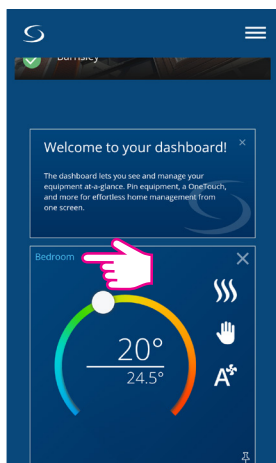 Barnsley
Welcome to your dashboard!
The dashboard lets you see and manage your
equipment at-a-glance. Pin equipment, a OneTouch,
and more for effortless home management from
one screen.
Bedroom
20°
24.5°
A